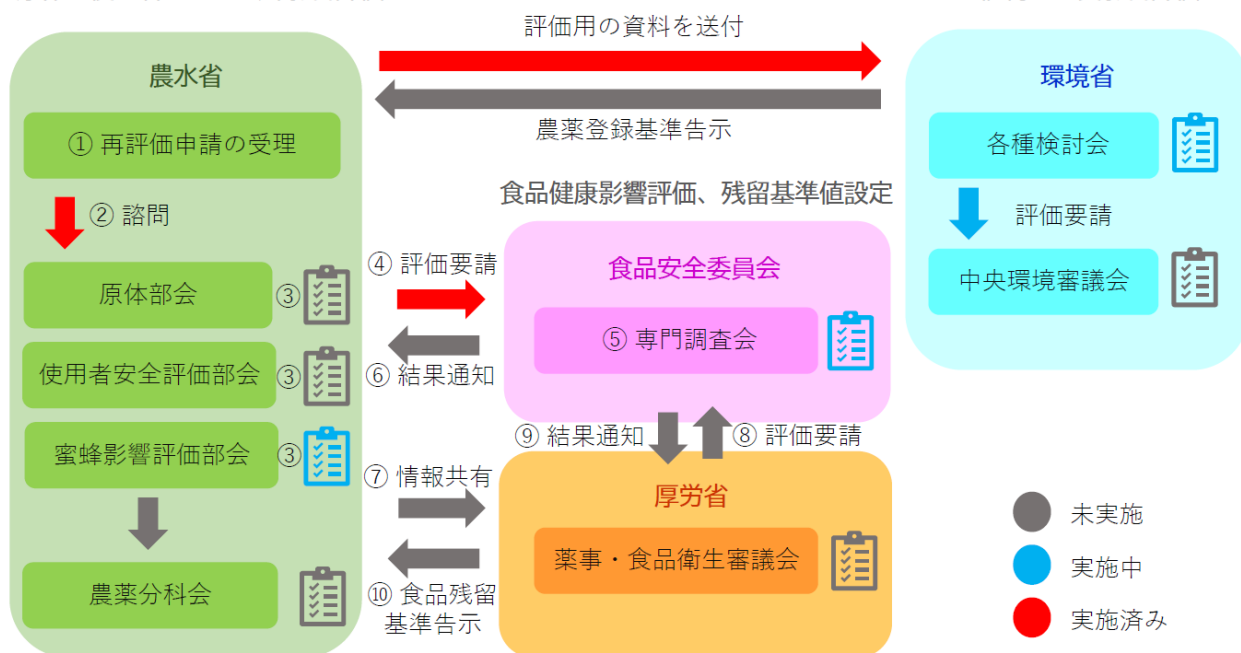 評価用の資料を送付
農薬登録基準告示
農水省
① 再評価申請の受理
② 諮問
原体部会
③
使用者安全評価部会
③
蜜蜂影響評価部会
③
農薬分科会
④ 評価要請
⑥ 結果通知
⑦ 情報共有
⑩ 食品残留
基準告示
食品健康影響評価、残留基準値設定
食品安全委員会
⑤ 専門調査会
⑨ 結果通知
⑧ 評価要請
厚労省
薬事・食品衛生審議会
環境省
各種検討会
評価要請
中央環境審議会
未実施
実施中
実施済み